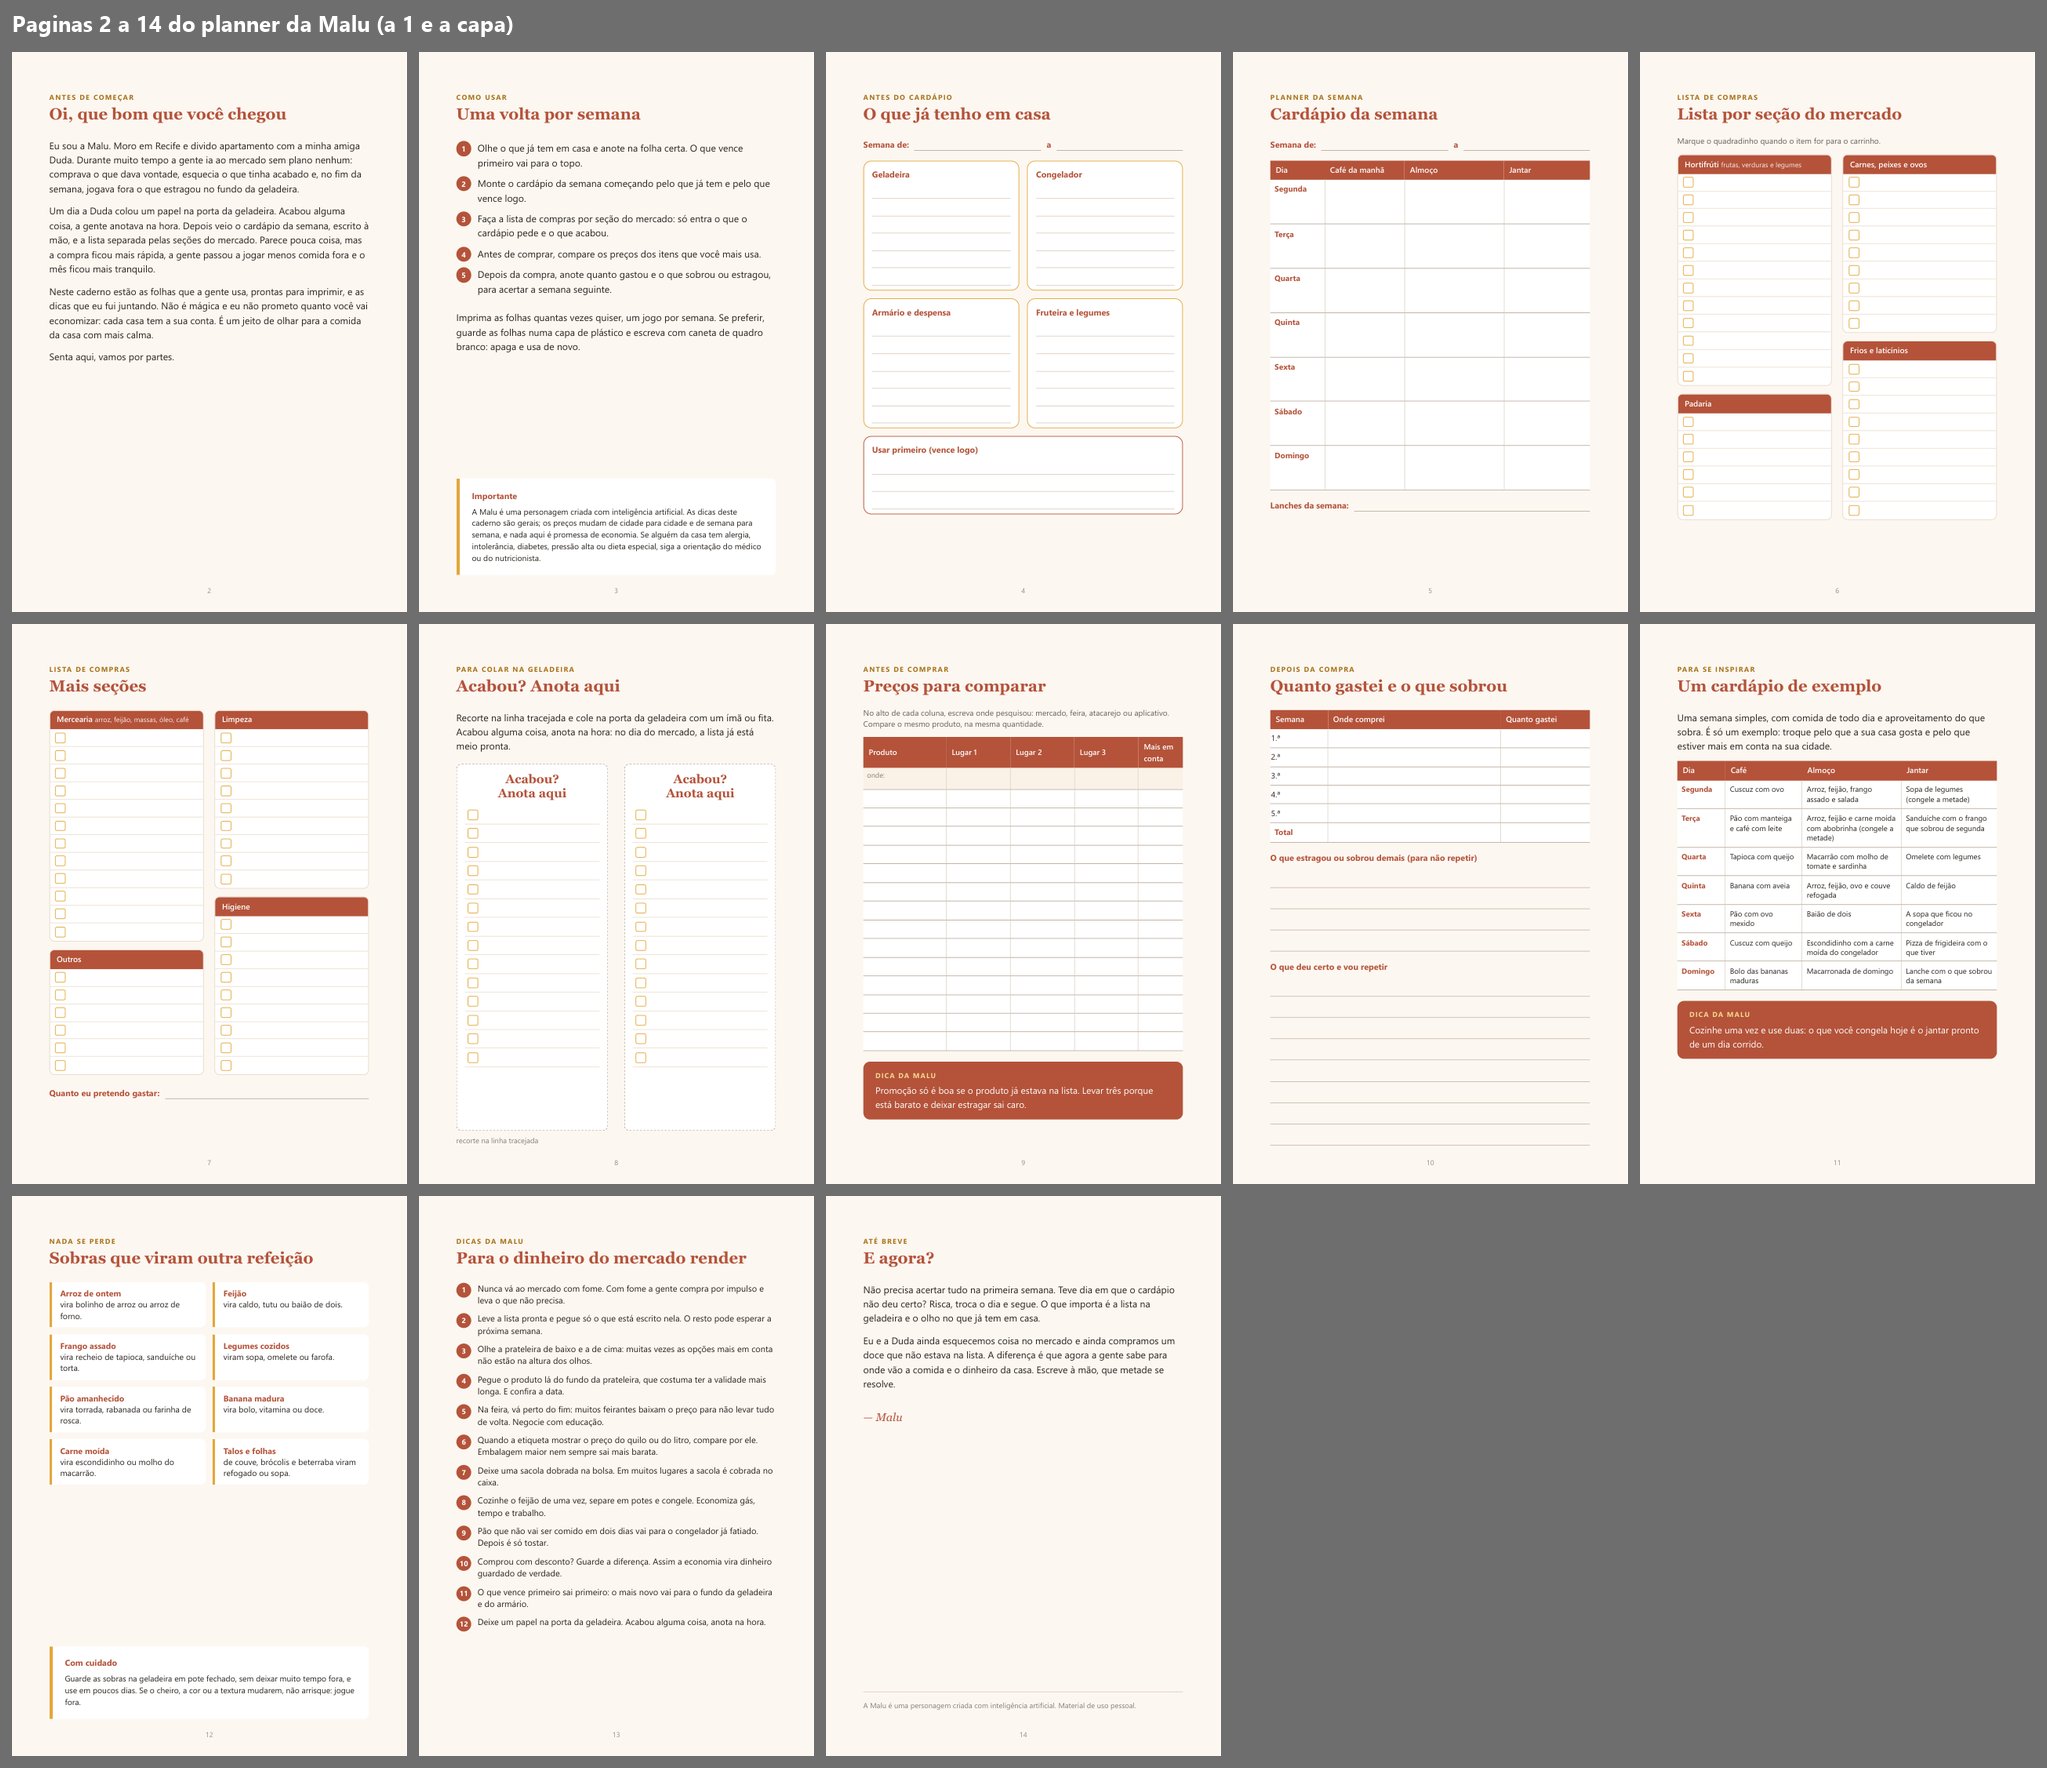 Paginas 2 a 14 do planner da Malu (a 1 e a capa)
ANTES DE COMEÇAR
Oi, que bom que você chegou
Eu sou a Malu. Moro em Recife e divido apartamento com a minha amiga
Duda. Durante muito tempo a gente ia ao mercado sem plano nenhum:
comprava o que dava vontade, esquecia o que tinha acabado e, no fim da
semana, jogava fora o que estragou no fundo da geladeira.
Um dia a Duda colou um papel na porta da geladeira. Acabou alguma
coisa, a gente anotava na hora. Depois veio o cardápio da semana, escrito à
mão, e a lista separada pelas seções do mercado. Parece pouca coisa, mas
a compra ficou mais rápida, a gente passou a jogar menos comida fora e o
mês ficou mais tranquilo.
Neste caderno estão as folhas que a gente usa, prontas para imprimir, e as
dicas que eu fui juntando. Não é mágica e eu não prometo quanto você vai
economizar: cada casa tem a sua conta. É um jeito de olhar para a comida
da casa com mais calma.
Senta aqui, vamos por partes.
2
COMO USAR
Uma volta por semana
1 Olhe o que já tem em casa e anote na folha certa. O que vence
primeiro vai para o topo.
2 Monte o cardápio da semana começando pelo que já tem e pelo que
vence logo.
3 Faça a lista de compras por seção do mercado: só entra o que o
cardápio pede e o que acabou.
4 Antes de comprar, compare os preços dos itens que você mais usa.
5 Depois da compra, anote quanto gastou e o que sobrou ou estragou,
para acertar a semana seguinte.
Imprima as folhas quantas vezes quiser, um jogo por semana. Se preferir,
guarde as folhas numa capa de plástico e escreva com caneta de quadro
branco: apaga e usa de novo.
Importante
A Malu é uma personagem criada com inteligência artificial. As dicas deste
caderno são gerais; os preços mudam de cidade para cidade e de semana para
semana, e nada aqui é promessa de economia. Se alguém da casa tem alergia,
intolerância, diabetes, pressão alta ou dieta especial, siga a orientação do médico
ou do nutricionista.
3
ANTES DO CARDÁPIO
O que já tenho em casa
Semana de: a
Geladeira
Congelador
Armário e despensa
Fruteira e legumes
Usar primeiro (vence logo)
4
PLANNER DA SEMANA
Cardápio da semana
Semana de: a
Dia Café da manhã Almoço Jantar
Segunda
Terça
Quarta
Quinta
Sexta
Sábado
Domingo
Lanches da semana:
5
LISTA DE COMPRAS
Lista por seção do mercado
Marque o quadradinho quando o item for para o carrinho.
Hortifrúti frutas, verduras e legumes
Carnes, peixes e ovos
Frios e laticínios
Padaria
6
LISTA DE COMPRAS
Mais seções
Mercearia arroz, feijão, massas, óleo, café
Limpeza
Higiene
Outros
Quanto eu pretendo gastar:
7
PARA COLAR NA GELADEIRA
Acabou? Anota aqui
Recorte na linha tracejada e cole na porta da geladeira com um ímã ou fita.
Acabou alguma coisa, anota na hora: no dia do mercado, a lista já está
meio pronta.
Acabou?
Anota aqui
Acabou?
Anota aqui
recorte na linha tracejada
8
ANTES DE COMPRAR
Preços para comparar
No alto de cada coluna, escreva onde pesquisou: mercado, feira, atacarejo ou aplicativo.
Compare o mesmo produto, na mesma quantidade.
Produto Lugar 1 Lugar 2 Lugar 3 Mais em
conta
onde:
DICA DA MALU
Promoção só é boa se o produto já estava na lista. Levar três porque
está barato e deixar estragar sai caro.
9
DEPOIS DA COMPRA
Quanto gastei e o que sobrou
Semana Onde comprei Quanto gastei
1.ª
2.ª
3.ª
4.ª
5.ª
Total
O que estragou ou sobrou demais (para não repetir)
O que deu certo e vou repetir
10
PARA SE INSPIRAR
Um cardápio de exemplo
Uma semana simples, com comida de todo dia e aproveitamento do que
sobra. É só um exemplo: troque pelo que a sua casa gosta e pelo que
estiver mais em conta na sua cidade.
Dia Café Almoço Jantar
Segunda Cuscuz com ovo Arroz, feijão, frango Sopa de legumes
assado e salada (congele a metade)
Terça Pão com manteiga Arroz, feijão e carne moída Sanduíche com o frango
e café com leite com abobrinha (congele a que sobrou de segunda
metade)
Quarta Tapioca com queijo Macarrão com molho de Omelete com legumes
tomate e sardinha
Quinta Banana com aveia Arroz, feijão, ovo e couve Caldo de feijão
refogada
Sexta Pão com ovo Baião de dois A sopa que ficou no
mexido congelador
Sábado Cuscuz com queijo Escondidinho com a carne Pizza de frigideira com o
moída do congelador que tiver
Domingo Bolo das bananas Macarronada de domingo Lanche com o que sobrou
maduras da semana
DICA DA MALU
Cozinhe uma vez e use duas: o que você congela hoje é o jantar pronto
de um dia corrido.
11
NADA SE PERDE
Sobras que viram outra refeição
Arroz de ontem
vira bolinho de arroz ou arroz de
forno.
Feijão
vira caldo, tutu ou baião de dois.
Frango assado
vira recheio de tapioca, sanduíche ou
torta.
Legumes cozidos
viram sopa, omelete ou farofa.
Pão amanhecido
vira torrada, rabanada ou farinha de
rosca.
Banana madura
vira bolo, vitamina ou doce.
Carne moída
vira escondidinho ou molho do
macarrão.
Talos e folhas
de couve, brócolis e beterraba viram
refogado ou sopa.
Com cuidado
Guarde as sobras na geladeira em pote fechado, sem deixar muito tempo fora, e
use em poucos dias. Se o cheiro, a cor ou a textura mudarem, não arrisque: jogue
fora.
12
DICAS DA MALU
Para o dinheiro do mercado render
1 Nunca vá ao mercado com fome. Com fome a gente compra por impulso e
leva o que não precisa.
2 Leve a lista pronta e pegue só o que está escrito nela. O resto pode esperar a
próxima semana.
3 Olhe a prateleira de baixo e a de cima: muitas vezes as opções mais em conta
não estão na altura dos olhos.
4 Pegue o produto lá do fundo da prateleira, que costuma ter a validade mais
longa. E confira a data.
5 Na feira, vá perto do fim: muitos feirantes baixam o preço para não levar tudo
de volta. Negocie com educação.
6 Quando a etiqueta mostrar o preço do quilo ou do litro, compare por ele.
Embalagem maior nem sempre sai mais barata.
7 Deixe uma sacola dobrada na bolsa. Em muitos lugares a sacola é cobrada no
caixa.
8 Cozinhe o feijão de uma vez, separe em potes e congele. Economiza gás,
tempo e trabalho.
9 Pão que não vai ser comido em dois dias vai para o congelador já fatiado.
Depois é só tostar.
10 Comprou com desconto? Guarde a diferença. Assim a economia vira dinheiro
guardado de verdade.
11 O que vence primeiro sai primeiro: o mais novo vai para o fundo da geladeira
e do armário.
12 Deixe um papel na porta da geladeira. Acabou alguma coisa, anota na hora.
13
ATÉ BREVE
E agora?
Não precisa acertar tudo na primeira semana. Teve dia em que o cardápio
não deu certo? Risca, troca o dia e segue. O que importa é a lista na
geladeira e o olho no que já tem em casa.
Eu e a Duda ainda esquecemos coisa no mercado e ainda compramos um
doce que não estava na lista. A diferença é que agora a gente sabe para
onde vão a comida e o dinheiro da casa. Escreve à mão, que metade se
resolve.
— Malu
A Malu é uma personagem criada com inteligência artificial. Material de uso pessoal.
14